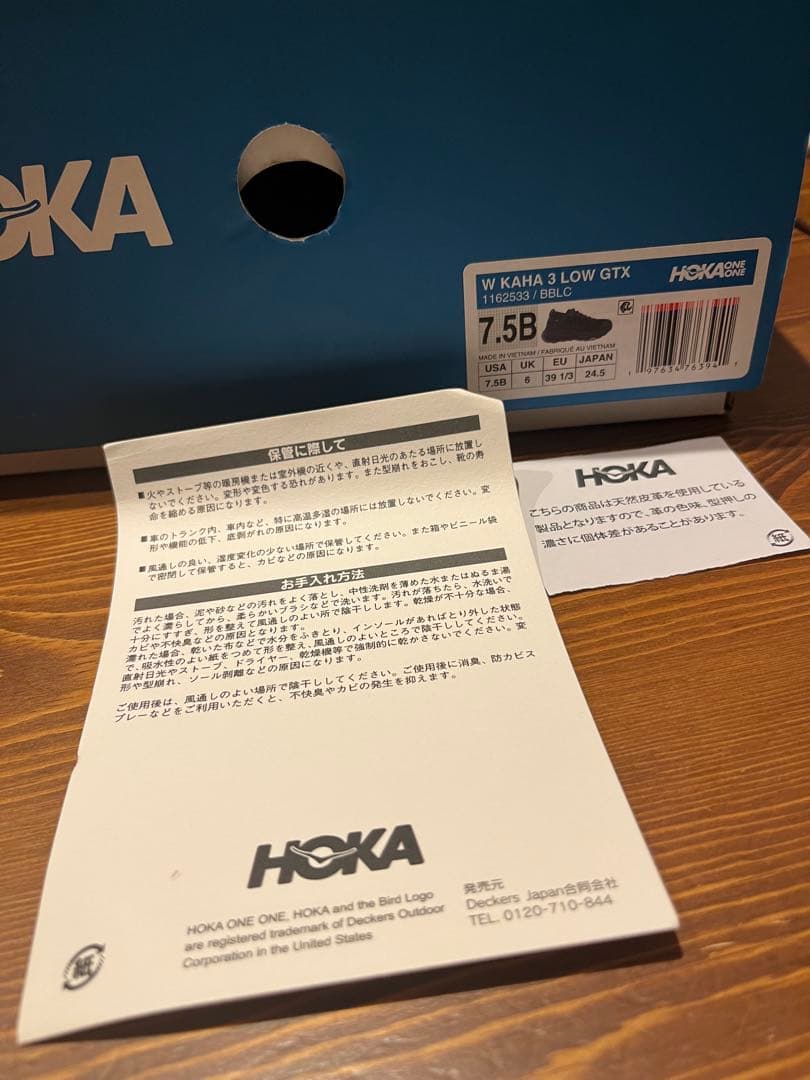 HOKA
W KAHA 3 LOW GTX
HOKA ONE ONE
1162533 / BBLC
7.5B
MADE IN VIETNAM / FABRIQUÉ AU VIETNAM
USA UK EU JAPAN
7.5B 6 39 1/3 24.5
1 97634 76394 1
保管に際して
■火やストーブ等の暖房機または室外機の近くや、直射日光のあたる場所に放置し
ないでください。変形や変色する恐れがあります。また型崩れをおこし、靴の寿
命を縮める原因になります。
■車のトランク内、車内など、特に高温多湿の場所には放置しないでください。変
形や機能の低下、底剥がれの原因になります。
■風通しの良い、湿度変化の少ない場所で保管してください。また箱やビニール袋
で密閉して保管すると、カビなどの原因になります。
お手入れ方法
汚れた場合、泥や砂などの汚れをよく落とし、中性洗剤を薄めた水またはぬるま湯
でよく濡らしてから、柔らかいブラシなどで洗います。汚れが落ちたら、水洗いで
十分にすすぎ、形を整えて風通しのよい所で陰干しします。乾燥が不十分な場合、
カビや不快臭などの原因となります。
濡れた場合、乾いた布などで水分をふきとり、インソールがあればとり外した状態
で、吸水性のよい紙をつめて形を整え、風通しのよいところで陰干ししてください。
直射日光やストーブ、ドライヤー、乾燥機等で強制的に乾かさないでください。変
形や型崩れ、ソール剥離などの原因になります。
ご使用後は、風通しのよい場所で陰干ししてください。ご使用後に消臭、防カビス
プレーなどをご利用いただくと、不快臭やカビの発生を抑えます。
HOKA
HOKA ONE ONE, HOKA and the Bird Logo
are registered trademark of Deckers Outdoor
Corporation in the United States
発売元
Deckers Japan合同会社
TEL. 0120-710-844
紙
HOKA
こちらの商品は天然皮革を使用している
製品となりますので、革の色味、型押しの
濃さに個体差があることがあります。
紙